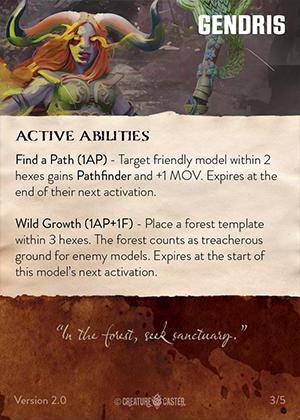 GENDRIS
ACTIVE ABILITIES
Find a Path (1AP) - Target friendly model within 2
hexes gains Pathfinder and +1 MOV. Expires at the
end of their next activation.
Wild Growth (1AP+1F) - Place a forest template
within 3 hexes. The forest counts as treacherous
ground for enemy models. Expires at the start of
this model's next activation.
"In the forest, seek sanctuary."
Version 2.0
© CREATURE CASTER
3/5